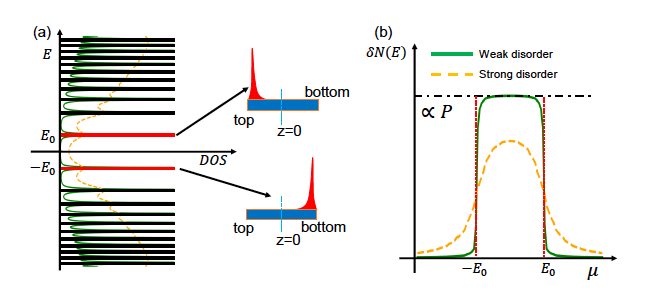 (a)
E
E₀
−E₀
DOS
top
bottom
z=0
top
bottom
z=0
(b)
δN(E)
Weak disorder
Strong disorder
∝ P
−E₀
E₀
μ